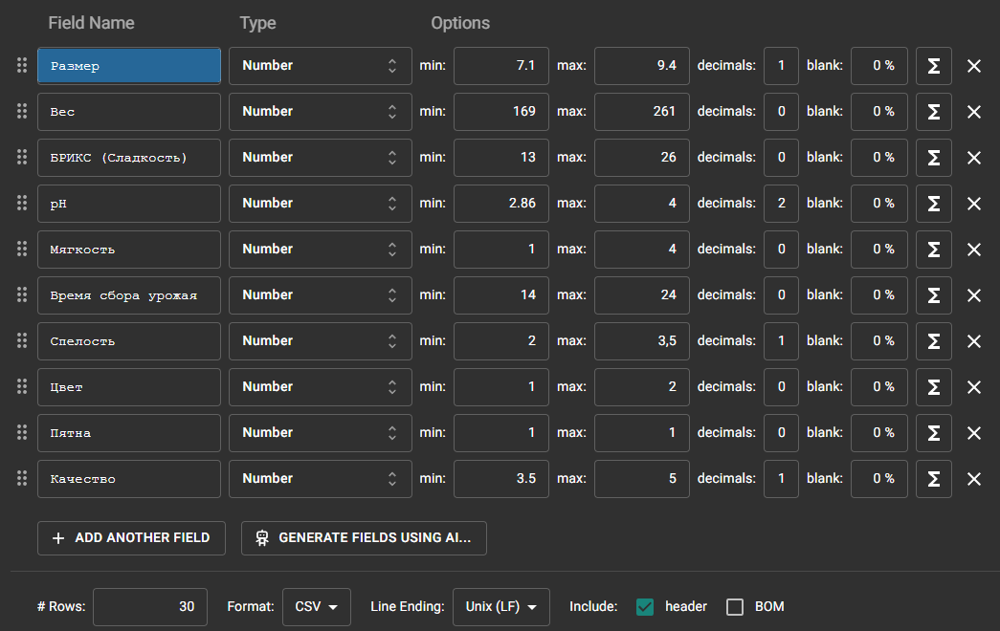 Field Name Type Options
Размер Number min: 7.1 max: 9.4 decimals: 1 blank: 0 % Σ
Вес Number min: 169 max: 261 decimals: 0 blank: 0 % Σ
БРИКС (Сладкость) Number min: 13 max: 26 decimals: 0 blank: 0 % Σ
pH Number min: 2.86 max: 4 decimals: 2 blank: 0 % Σ
Мягкость Number min: 1 max: 4 decimals: 0 blank: 0 % Σ
Время сбора урожая Number min: 14 max: 24 decimals: 0 blank: 0 % Σ
Спелость Number min: 2 max: 3,5 decimals: 1 blank: 0 % Σ
Цвет Number min: 1 max: 2 decimals: 0 blank: 0 % Σ
Пятна Number min: 1 max: 1 decimals: 0 blank: 0 % Σ
Качество Number min: 3.5 max: 5 decimals: 1 blank: 0 % Σ
+ ADD ANOTHER FIELD GENERATE FIELDS USING AI...
# Rows: 30 Format: CSV Line Ending: Unix (LF) Include: header BOM